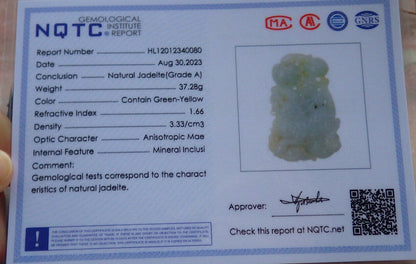 NQTC
GEMOLOGICAL
INSTITUTE
REPORT
MA
GNRS
Report Number HL12012340080
Date Aug 30,2023
Conclusion Natural Jadeite(Grade A)
Weight 37.28g
Color Contain Green-Yellow
Refractive Index 1.66
Density 3.33/cm3
Optic Character Anisotropic Mae
Internal Feature Mineral Inclusi
Comment:
Gemological tests correspond to the charact
eristics of natural jadeite.
Approver:
Check this report at NQTC.net